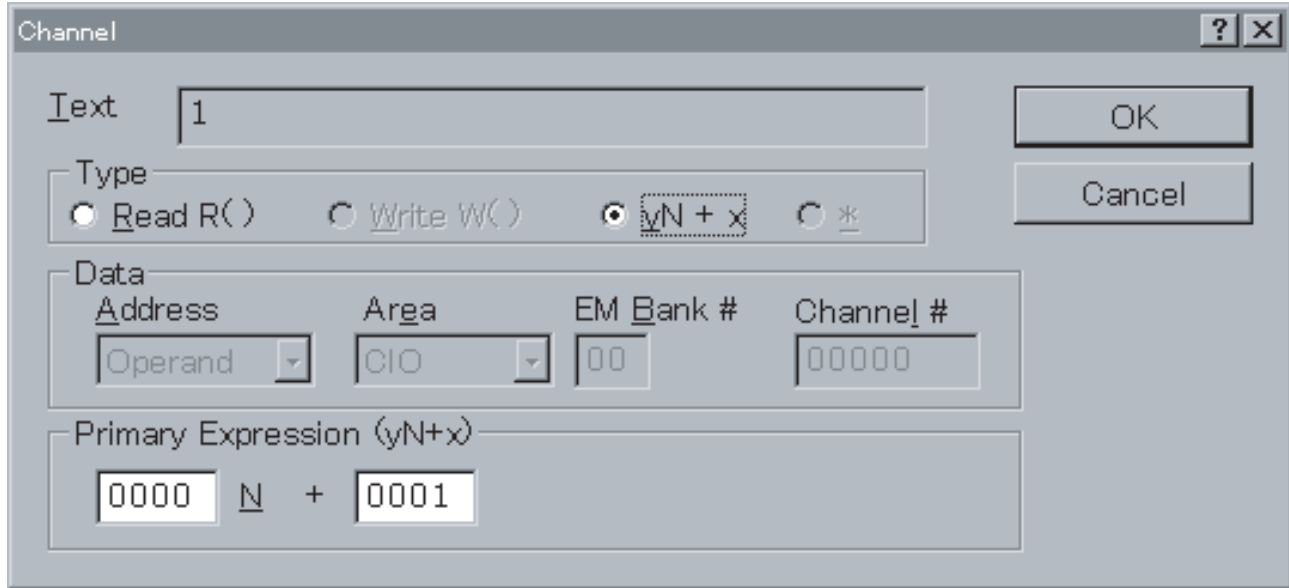 Channel ? X
Text 1 OK
Type
Read R() Write W() yN + x * Cancel
Data
Address Area EM Bank # Channel #
Operand CIO 00 00000
Primary Expression (yN+x)
0000 N + 0001